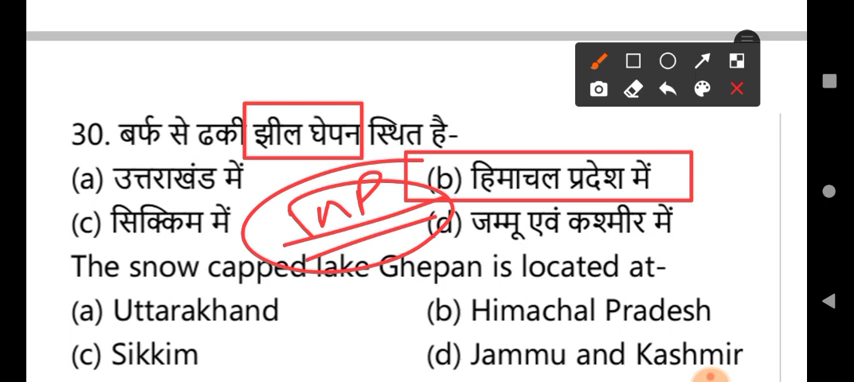 30. बर्फ से ढकी झील घेपन स्थित है-
(a) उत्तराखंड में (b) हिमाचल प्रदेश में
(c) सिक्किम में (d) जम्मू एवं कश्मीर में
The snow capped lake Ghepan is located at-
(a) Uttarakhand (b) Himachal Pradesh
(c) Sikkim (d) Jammu and Kashmir